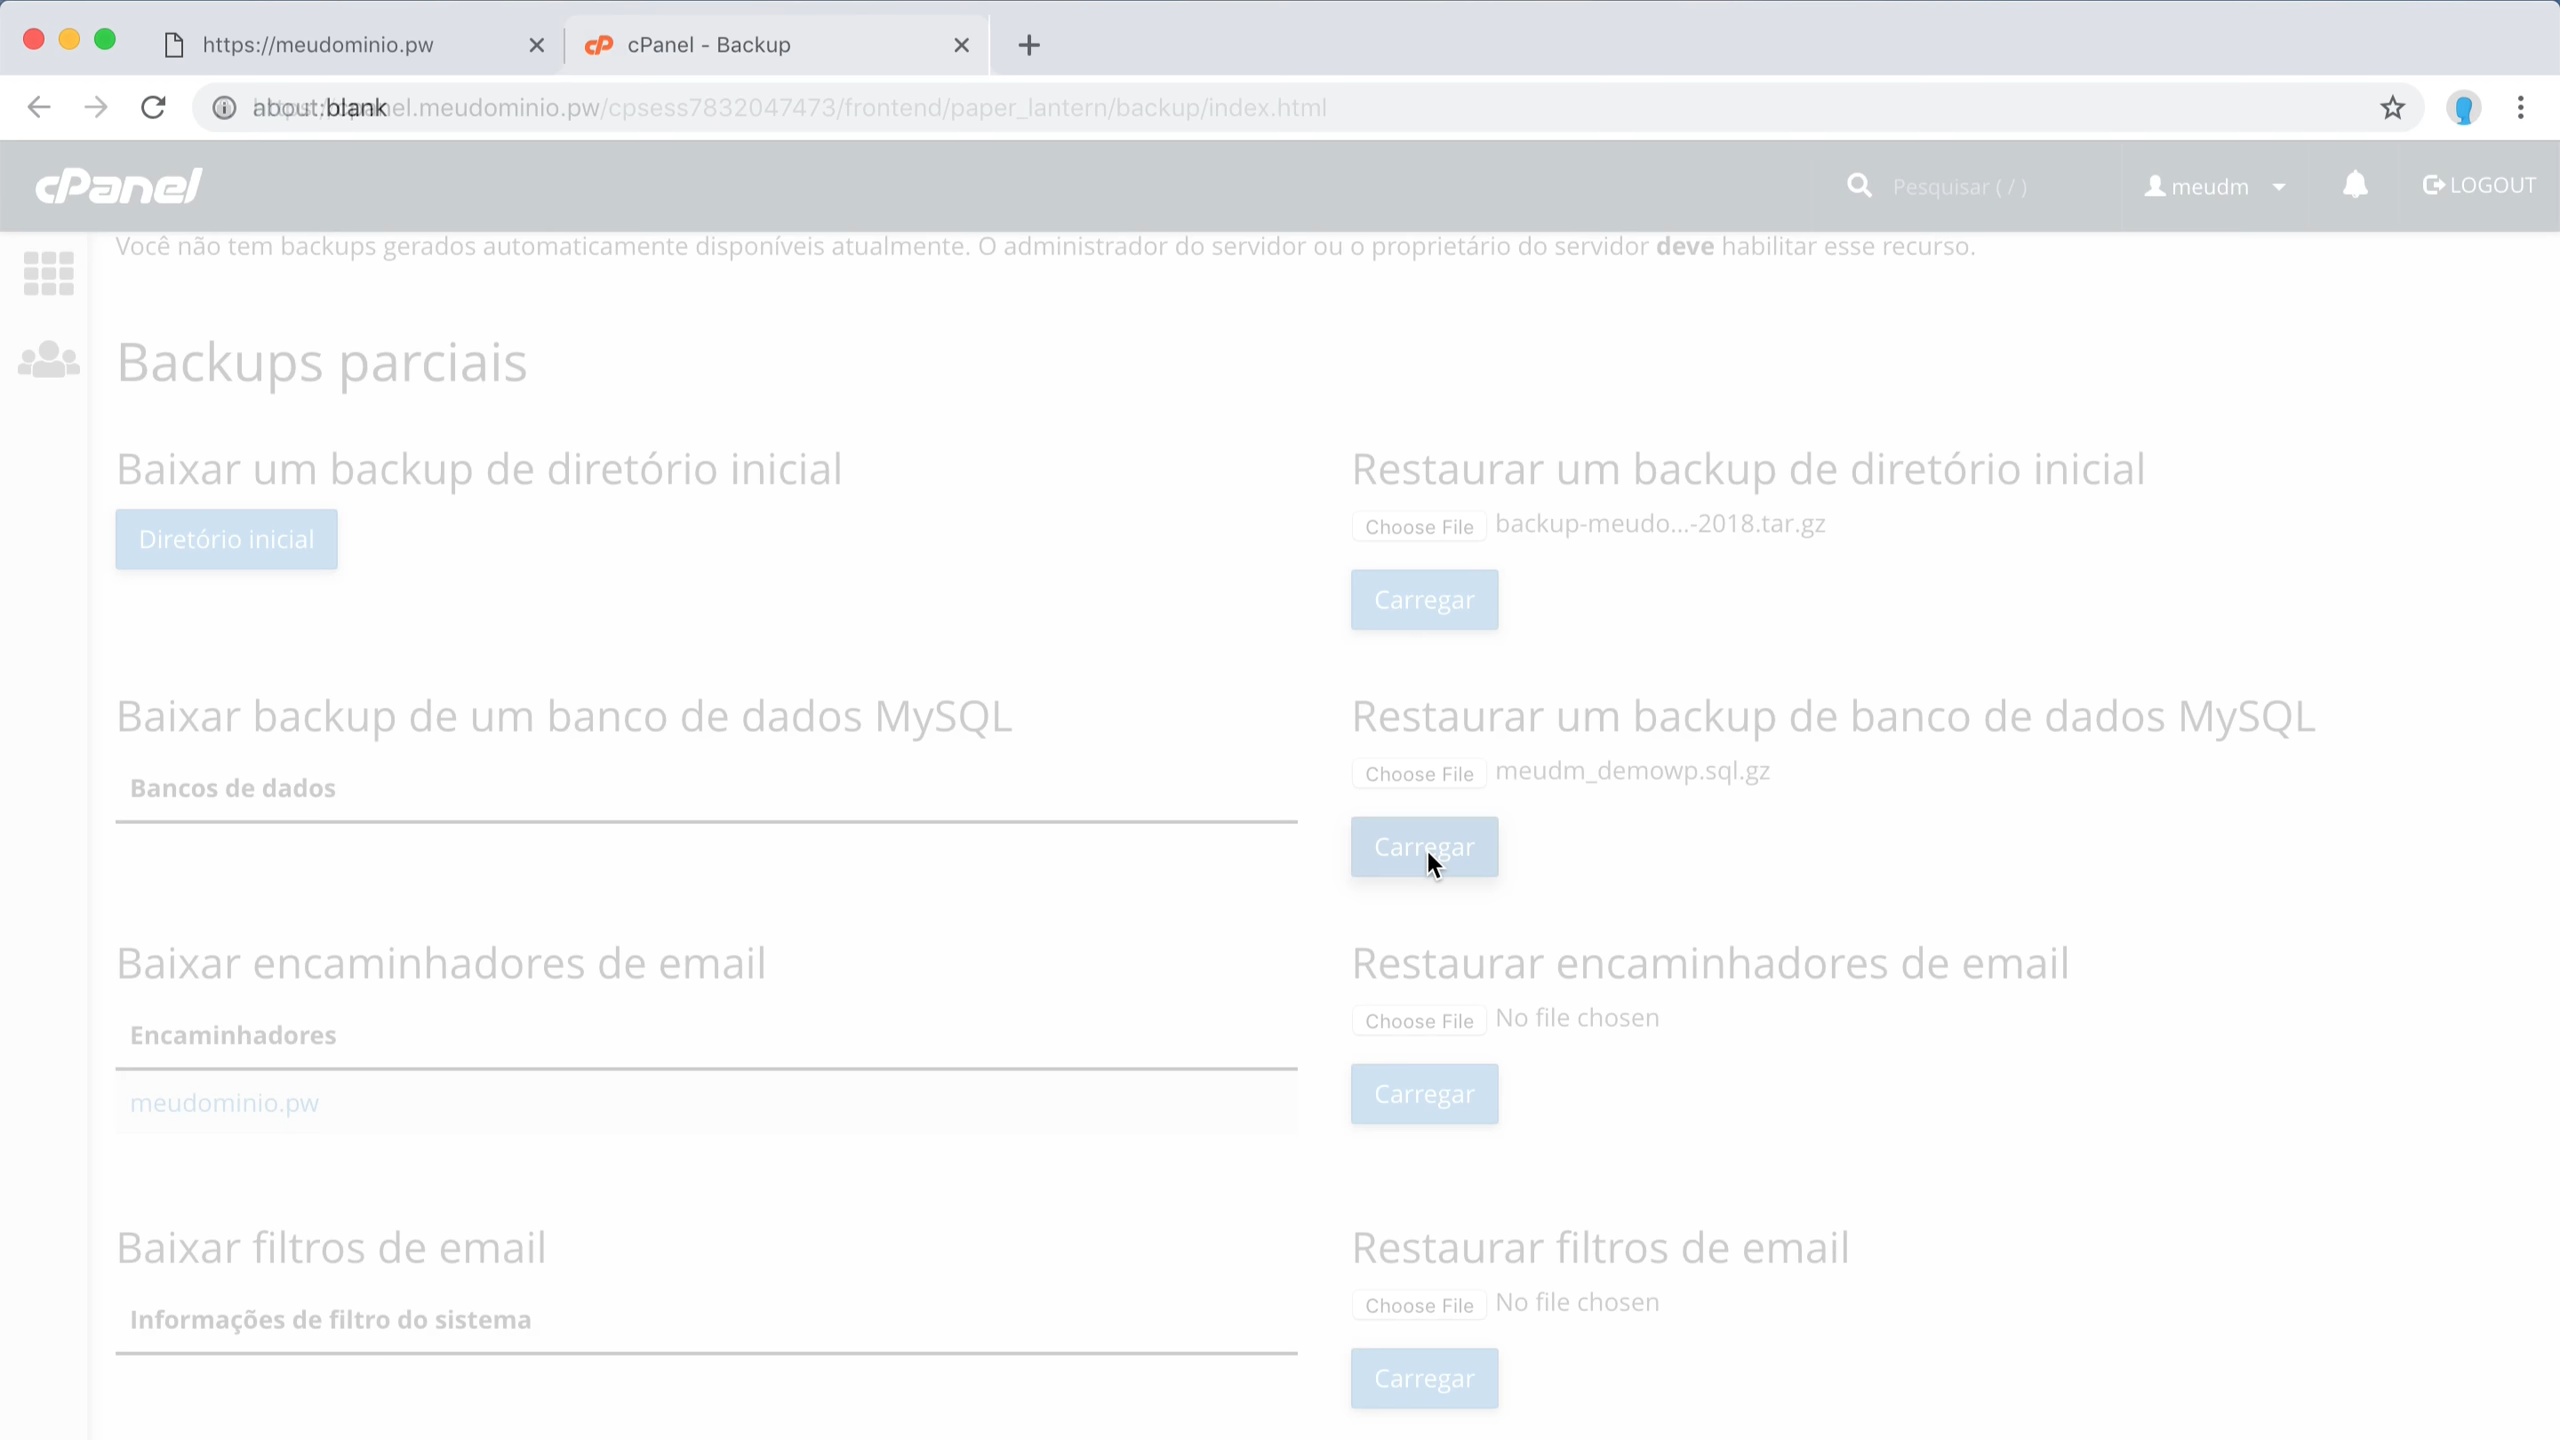 https://meudominio.pw
cPanel - Backup
about:blank
nel.meudominio.pw/cpsess7832047473/frontend/paper_lantern/backup/index.html
cPanel
Pesquisar ( / )
meudm
LOGOUT
Você não tem backups gerados automaticamente disponíveis atualmente. O administrador do servidor ou o proprietário do servidor deve habilitar esse recurso.
Backups parciais
Baixar um backup de diretório inicial
Diretório inicial
Restaurar um backup de diretório inicial
Choose File backup-meudo...-2018.tar.gz
Carregar
Baixar backup de um banco de dados MySQL
Bancos de dados
Restaurar um backup de banco de dados MySQL
Choose File meudm_demowp.sql.gz
Carregar
Baixar encaminhadores de email
Encaminhadores
meudominio.pw
Restaurar encaminhadores de email
Choose File No file chosen
Carregar
Baixar filtros de email
Informações de filtro do sistema
Restaurar filtros de email
Choose File No file chosen
Carregar